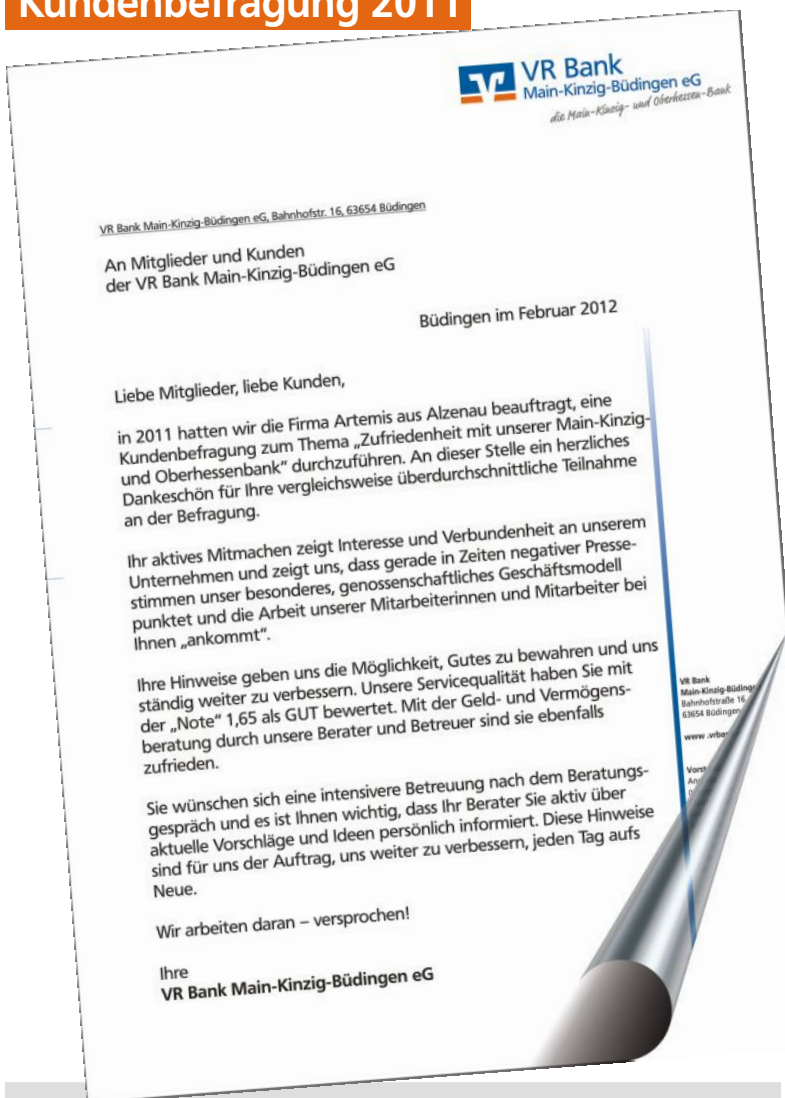 Kundenbefragung 2011
VR Bank
Main-Kinzig-Büdingen eG
die Main-Kinzig- und Oberhessen-Bank
VR Bank Main-Kinzig-Büdingen eG, Bahnhofstr. 16, 63654 Büdingen
An Mitglieder und Kunden
der VR Bank Main-Kinzig-Büdingen eG
Büdingen im Februar 2012
Liebe Mitglieder, liebe Kunden,
in 2011 hatten wir die Firma Artemis aus Alzenau beauftragt, eine
Kundenbefragung zum Thema „Zufriedenheit mit unserer Main-Kinzig-
und Oberhessenbank“ durchzuführen. An dieser Stelle ein herzliches
Dankeschön für Ihre vergleichsweise überdurchschnittliche Teilnahme
an der Befragung.
Ihr aktives Mitmachen zeigt Interesse und Verbundenheit an unserem
Unternehmen und zeigt uns, dass gerade in Zeiten negativer Presse-
stimmen unser besonderes, genossenschaftliches Geschäftsmodell
punktet und die Arbeit unserer Mitarbeiterinnen und Mitarbeiter bei
Ihnen „ankommt“.
Ihre Hinweise geben uns die Möglichkeit, Gutes zu bewahren und uns
ständig weiter zu verbessern. Unsere Servicequalität haben Sie mit
der „Note“ 1,65 als GUT bewertet. Mit der Geld- und Vermögens-
beratung durch unsere Berater und Betreuer sind sie ebenfalls
zufrieden.
Sie wünschen sich eine intensivere Betreuung nach dem Beratungs-
gespräch und es ist Ihnen wichtig, dass Ihr Berater Sie aktiv über
aktuelle Vorschläge und Ideen persönlich informiert. Diese Hinweise
sind für uns der Auftrag, uns weiter zu verbessern, jeden Tag aufs
Neue.
Wir arbeiten daran – versprochen!
Ihre
VR Bank Main-Kinzig-Büdingen eG
VR Bank
Main-Kinzig-Büdinge
Bahnhofstraße 16
63654 Büdingen
www.vrba
Vorst